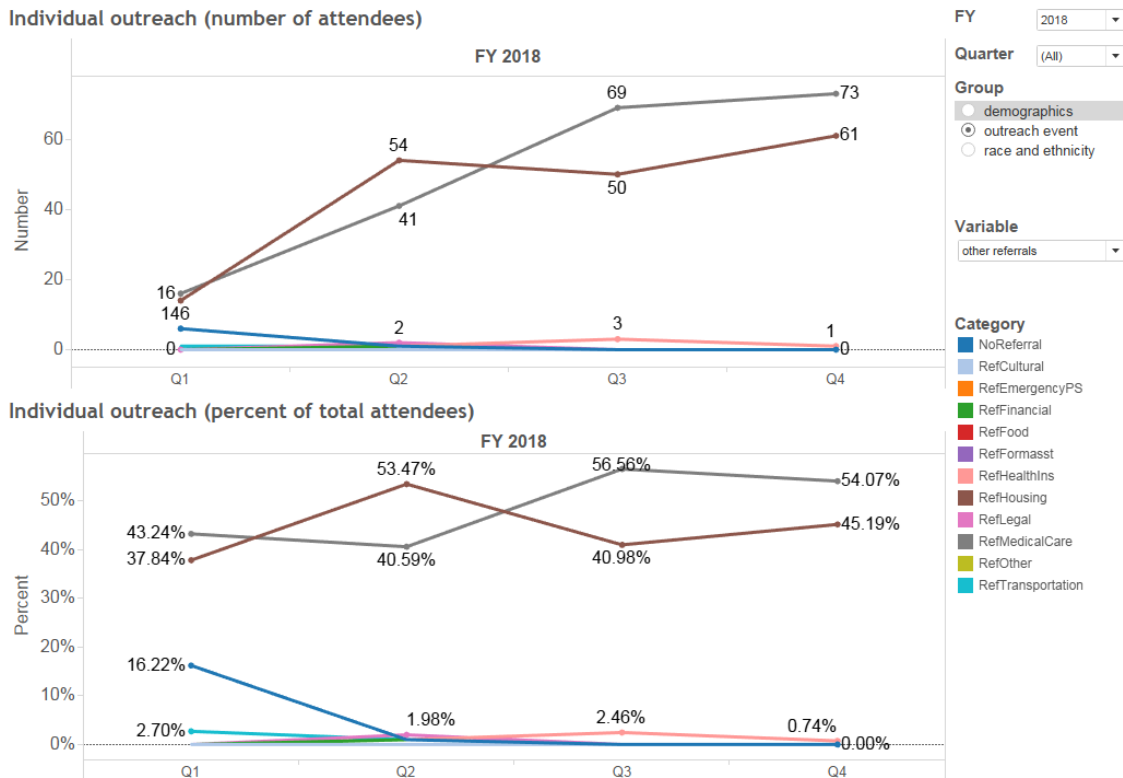 Individual outreach (number of attendees)
FY 2018
Number
60
40
20
0
16
146
0
54
41
2
69
50
3
73
61
1
0
Q1
Q2
Q3
Q4
Individual outreach (percent of total attendees)
FY 2018
Percent
50%
40%
30%
20%
10%
0%
43.24%
37.84%
16.22%
2.70%
53.47%
40.59%
1.98%
56.56%
40.98%
2.46%
54.07%
45.19%
0.74%
0.00%
Q1
Q2
Q3
Q4
FY
2018
Quarter
(All)
Group
demographics
outreach event
race and ethnicity
Variable
other referrals
Category
NoReferral
RefCultural
RefEmergencyPS
RefFinancial
RefFood
RefFormasst
RefHealthIns
RefHousing
RefLegal
RefMedicalCare
RefOther
RefTransportation